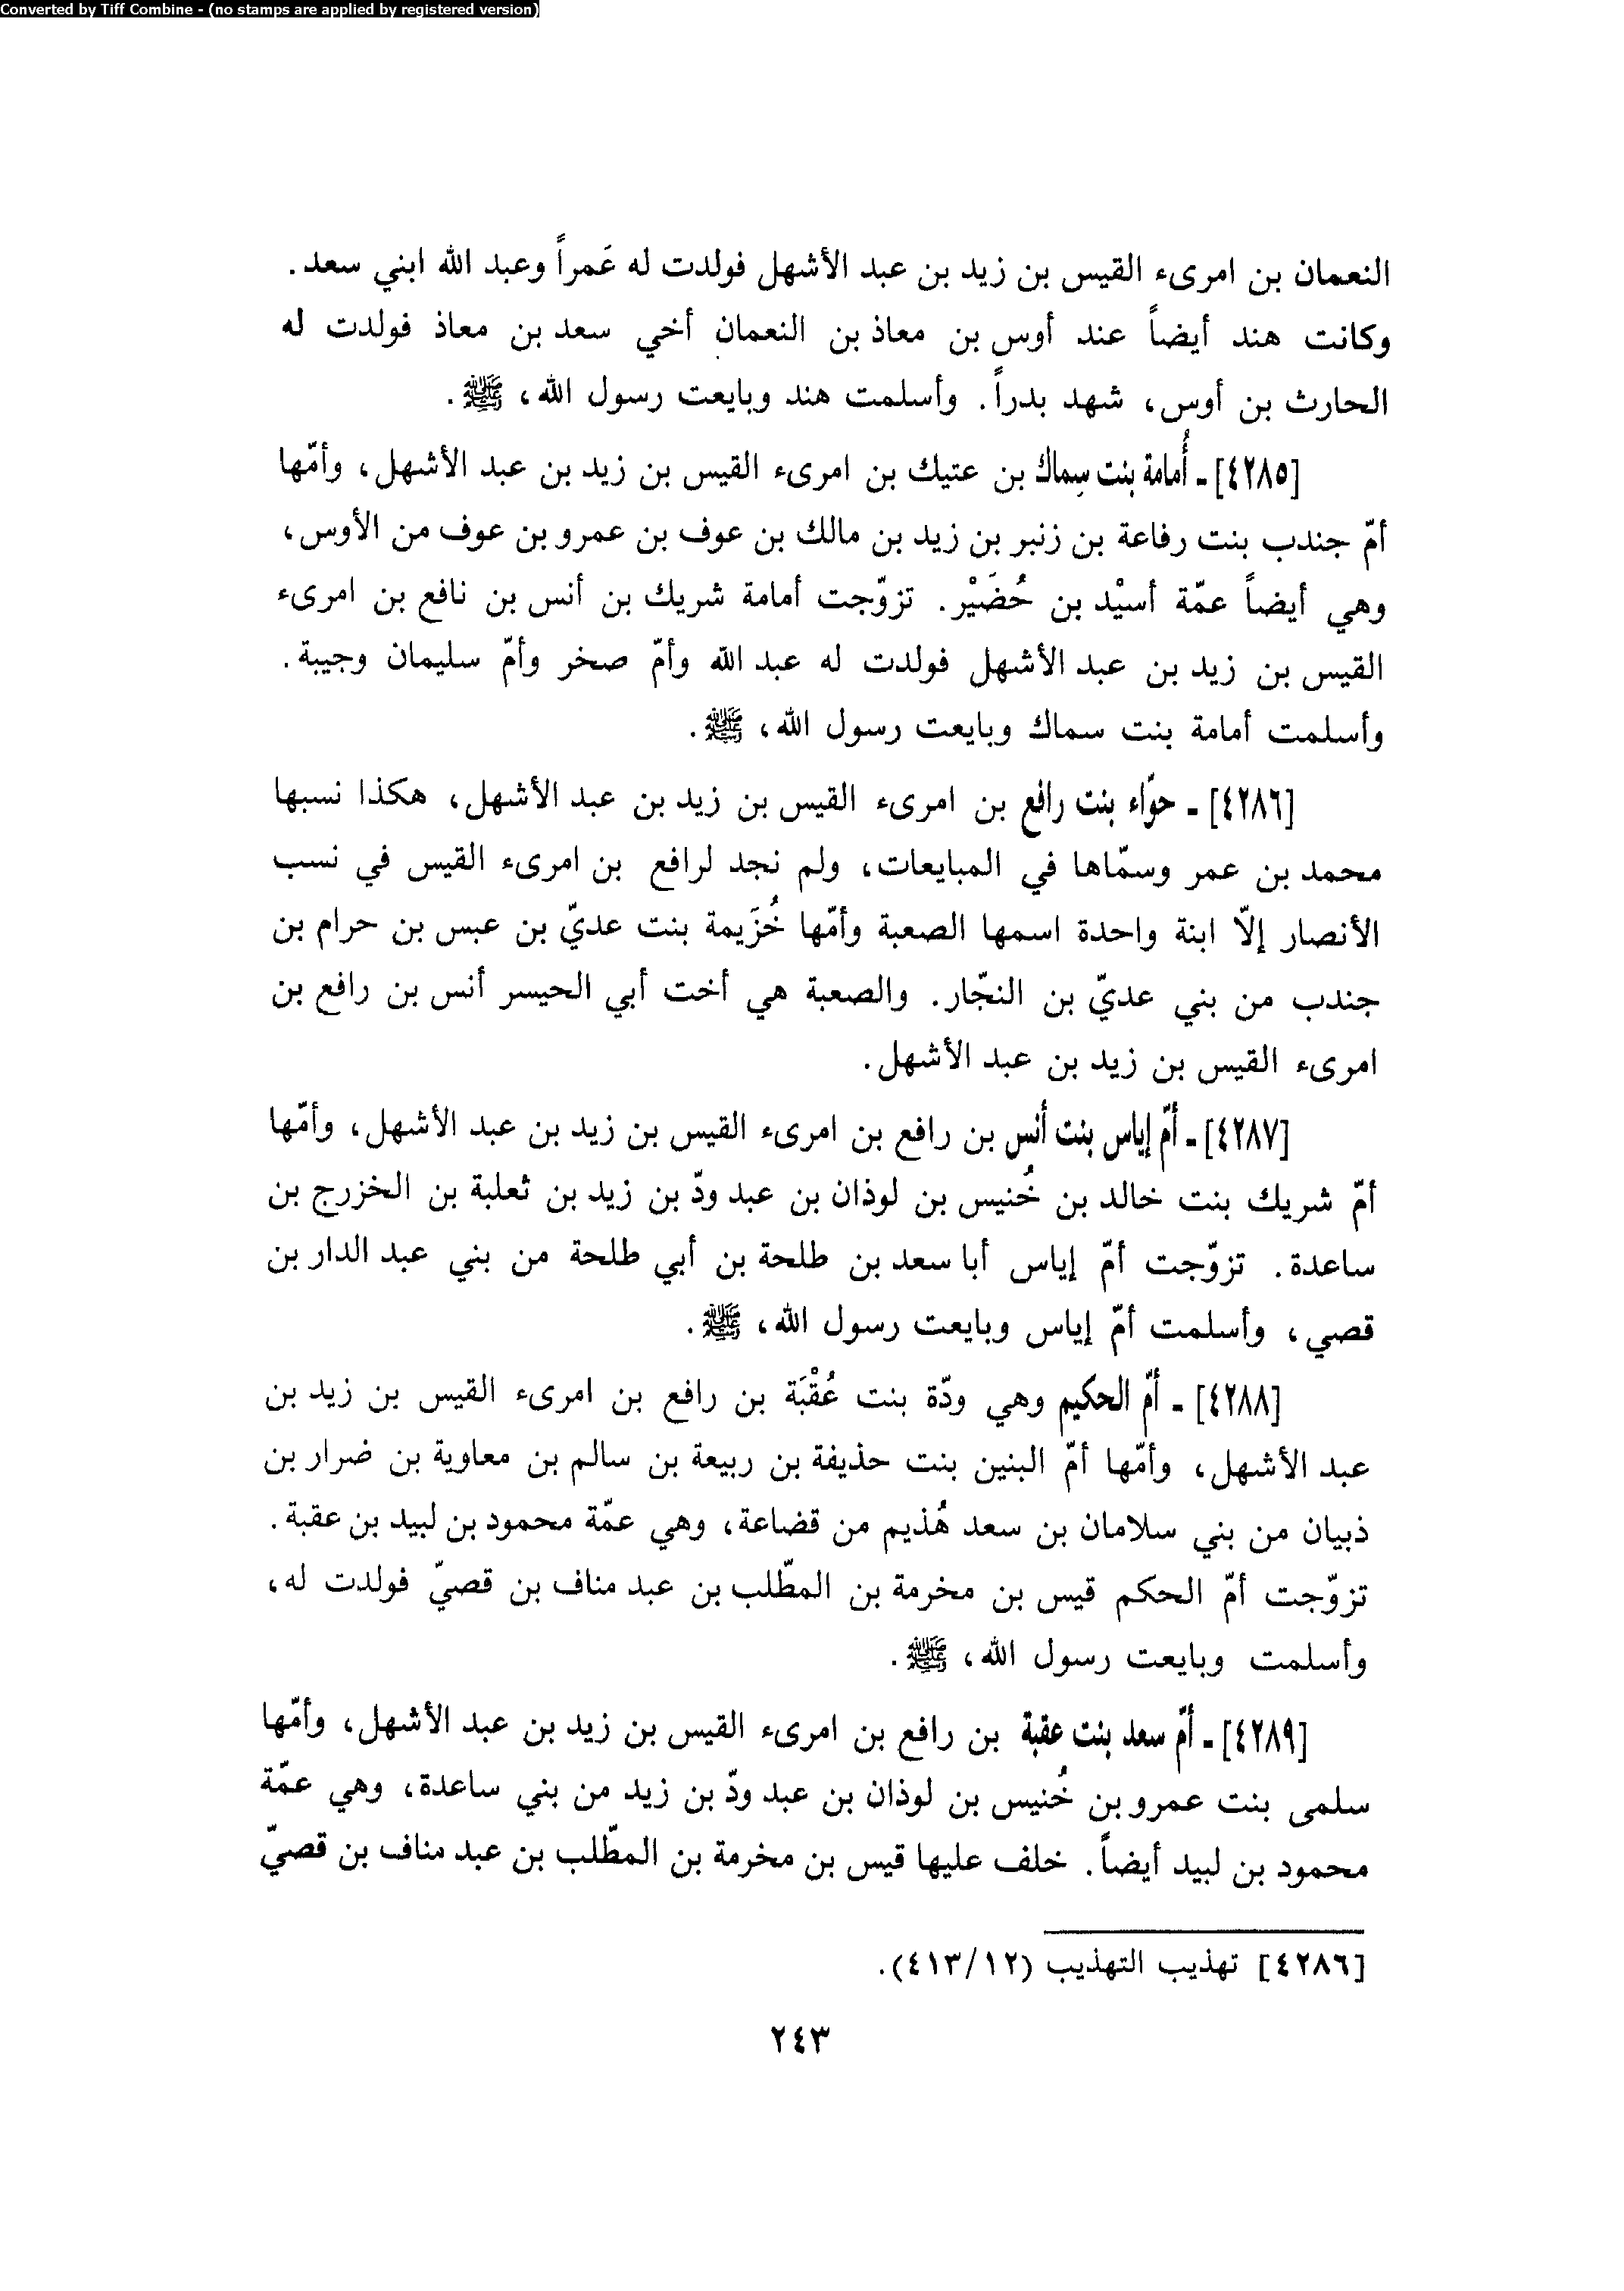 Converted by Tiff Combine - (no stamps are applied by registered version)
النعمان بن امرىء القيس بن زيد بن عبد الأشهل فولدت له عَمراً وعبد الله ابني سعد.
وكانت هند أيضاً عند أوس بن معاذ بن النعمان أخي سعد بن معاذ فولدت له
الحارث بن أوس، شهد بدراً. وأسلمت هند وبايعت رسول الله، ﷺ.
[٤٢٨٥] ـ أُمامة بنت سِماك بن عتيك بن امرىء القيس بن زيد بن عبد الأشهل، وأمّها
أمّ جندب بنت رفاعة بن زنبر بن زيد بن مالك بن عوف بن عمرو بن عوف من الأوس،
وهي أيضاً عمّة أسيْد بن حُضَيْر. تزوّجت أمامة شريك بن أنس بن نافع بن امرىء
القيس بن زيد بن عبد الأشهل فولدت له عبد الله وأمّ صخر وأمّ سليمان وجيبة.
وأسلمت أمامة بنت سماك وبايعت رسول الله، ﷺ.
[٤٢٨٦] ـ حوّاء بنت رافع بن امرىء القيس بن زيد بن عبد الأشهل، هكذا نسبها
محمد بن عمر وسمّاها في المبايعات، ولم نجد لرافع بن امرىء القيس في نسب
الأنصار إلاّ ابنة واحدة اسمها الصعبة وأمّها خُزَيمة بنت عديّ بن عبس بن حرام بن
جندب من بني عديّ بن النجّار. والصعبة هي أخت أبي الحيسر أنس بن رافع بن
امرىء القيس بن زيد بن عبد الأشهل.
[٤٢٨٧] ـ أمّ إياس بنت أنس بن رافع بن امرىء القيس بن زيد بن عبد الأشهل، وأمّها
أمّ شريك بنت خالد بن خُنيس بن لوذان بن عبد ودّ بن زيد بن ثعلبة بن الخزرج بن
ساعدة. تزوّجت أمّ إياس أبا سعد بن طلحة بن أبي طلحة من بني عبد الدار بن
قصي، وأسلمت أمّ إياس وبايعت رسول الله، ﷺ.
[٤٢٨٨] ـ أمّ الحكيم وهي ودّة بنت عُقْبَة بن رافع بن امرىء القيس بن زيد بن
عبد الأشهل، وأمّها أمّ البنين بنت حذيفة بن ربيعة بن سالم بن معاوية بن ضرار بن
ذبيان من بني سلامان بن سعد هُذيم من قضاعة، وهي عمّة محمود بن لبيد بن عقبة.
تزوّجت أمّ الحكم قيس بن مخرمة بن المطّلب بن عبد مناف بن قصيّ فولدت له،
وأسلمت وبايعت رسول الله، ﷺ.
[٤٢٨٩] ـ أمّ سعد بنت عقبة بن رافع بن امرىء القيس بن زيد بن عبد الأشهل، وأمّها
سلمى بنت عمرو بن خُنيس بن لوذان بن عبد ودّ بن زيد من بني ساعدة، وهي عمّة
محمود بن لبيد أيضاً. خلف عليها قيس بن مخرمة بن المطّلب بن عبد مناف بن قصيّ
[٤٢٨٦] تهذيب التهذيب (٤١٣/١٢).
٢٤٣